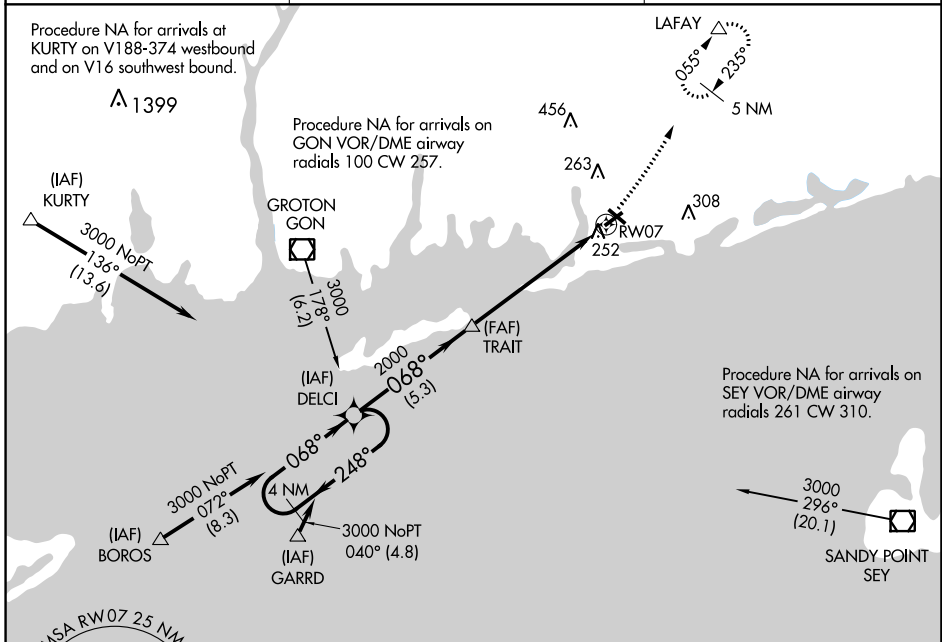 Procedure NA for arrivals at
KURTY on V188-374 westbound
and on V16 southwest bound.
1399
LAFAY
055°
235°
5 NM
456
Procedure NA for arrivals on
GON VOR/DME airway
radials 100 CW 257.
263
308
(IAF)
KURTY
3000 NoPT
136°
(13.6)
GROTON
GON
3000
178°
(6.2)
RW07
252
(FAF)
TRAIT
2000
068°
(5.3)
(IAF)
DELCI
Procedure NA for arrivals on
SEY VOR/DME airway
radials 261 CW 310.
068°
248°
3000 NoPT
072°
(8.3)
4 NM
3000 NoPT
040° (4.8)
(IAF)
BOROS
(IAF)
GARRD
3000
296°
(20.1)
SANDY POINT
SEY
MSA RW07 25 NM